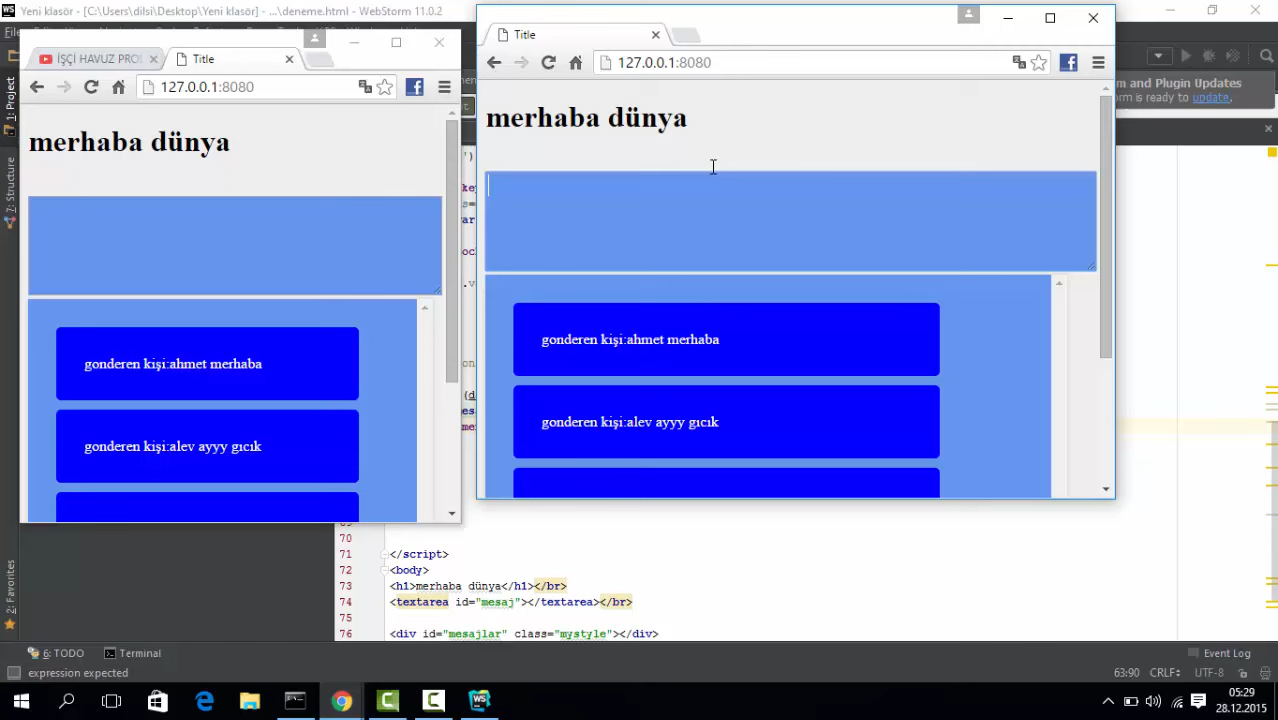 Yeni klasör - [C:\Users\dilsi\Desktop\Yeni klasör] - ...\deneme.html - WebStorm 11.0.2
İŞÇİ HAVUZ PRO
Title
127.0.0.1:8080
merhaba dünya
gonderen kişi:ahmet merhaba
gonderen kişi:alev ayyy gıcık
Title
127.0.0.1:8080
merhaba dünya
gonderen kişi:ahmet merhaba
gonderen kişi:alev ayyy gıcık
m and Plugin Updates
rm is ready to update.
1: Project
7: Structure
2: Favorites
70
71 </script>
72 <body>
73 <h1>merhaba dünya</h1></br>
74 <textarea id="mesaj"></textarea></br>
75
76 <div id="mesajlar" class="mystyle"></div>
6: TODO
Terminal
Event Log
expression expected
63:90 CRLF UTF-8
05:29
28.12.2015